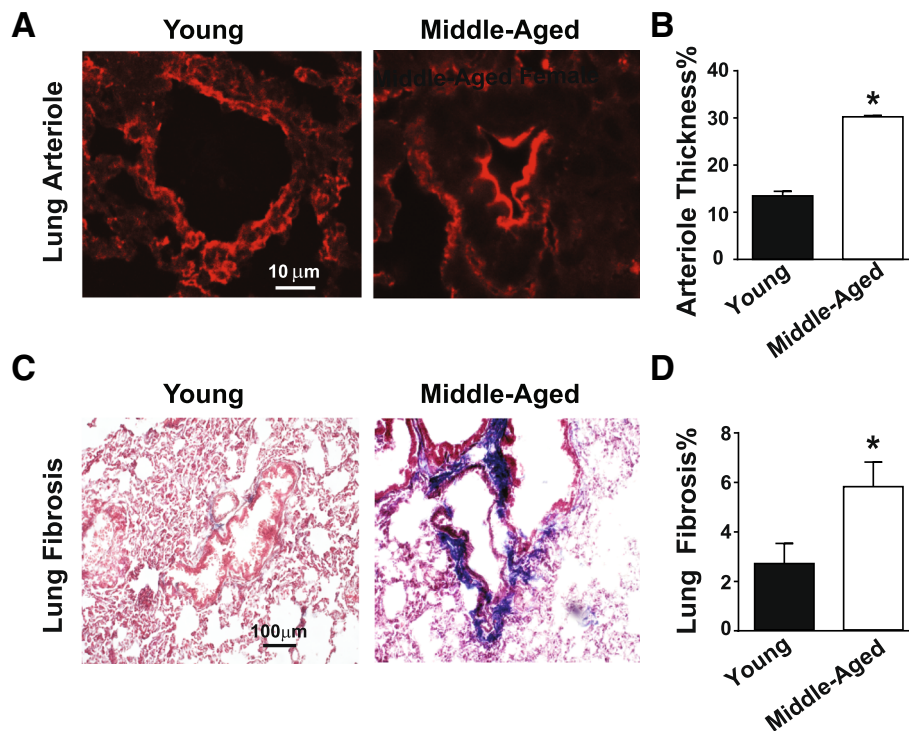 A
Young
Middle-Aged
Lung Arteriole
Middle-Aged Female
10 μm
B
Arteriole Thickness%
40
30
20
10
0
*
Young
Middle-Aged
C
Young
Middle-Aged
Lung Fibrosis
100μm
D
Lung Fibrosis%
8
6
4
2
0
*
Young
Middle-Aged